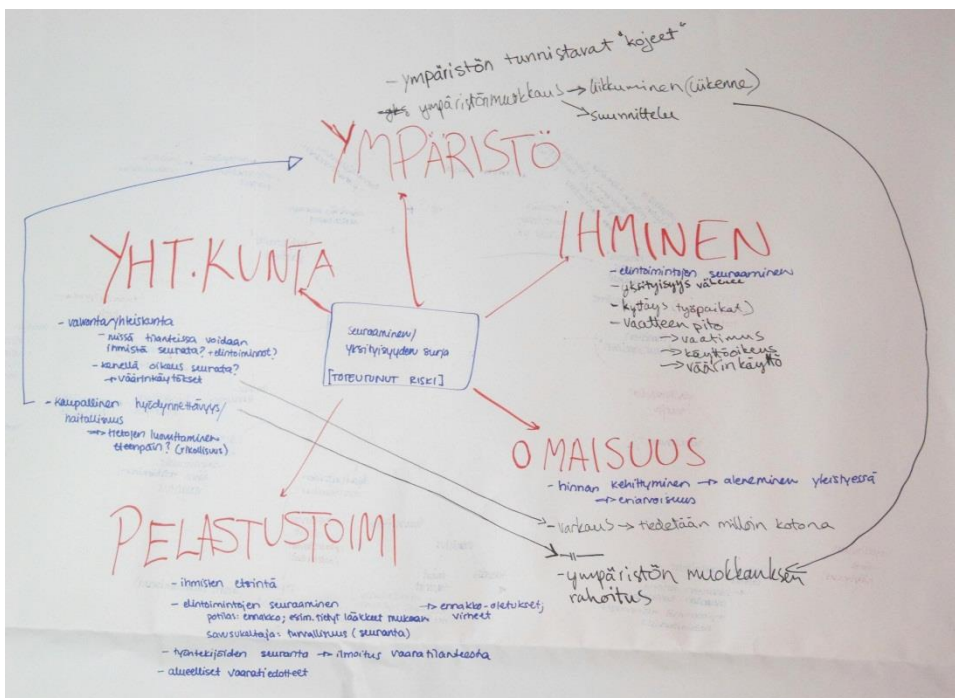 - ympäristön tunnistavat "kojeet"
ympäristönmuokkaus → liikkuminen (liikenne)
→ suunnittelu
YMPÄRISTÖ
YHT.KUNTA
- valvontayhteiskunta
- missä tilanteissa voidaan
ihmistä seurata? + elintoiminnot?
- kenellä oikeus seurata?
→ väärinkäytökset
- kaupallinen hyödynnettävyys/
haitallisuus
→ tietojen luovuttaminen
eteenpäin? (rikollisuus)
Seuraaminen/
yksityisyyden suoja
[TOTEUTUNUT RISKI]
IHMINEN
- elintoimintojen seuraaminen
- yksityisyys vähenee
- kyttäys työpaikat
- vaatteen pito
→ vaatimus
→ käyttöoikeus
→ väärinkäyttö
OMAISUUS
- hinnan kehittyminen → aleneminen yleistyessä
→ eriarvoisuus
- varkaus → tiedetään milloin kotona
—||—
- ympäristön muokkauksen
rahoitus
PELASTUSTOIMI
- ihmisten etsintä
- elintoimintojen seuraaminen → ennakko-oletukset,
potilas: ennakko; esim. tietyt lääkkeet mukaan virheet
savusukeltaja: turvallisuus (seuranta)
- työntekijöiden seuranta → ilmoitus vaaratilanteesta
- alueelliset vaaratiedotteet